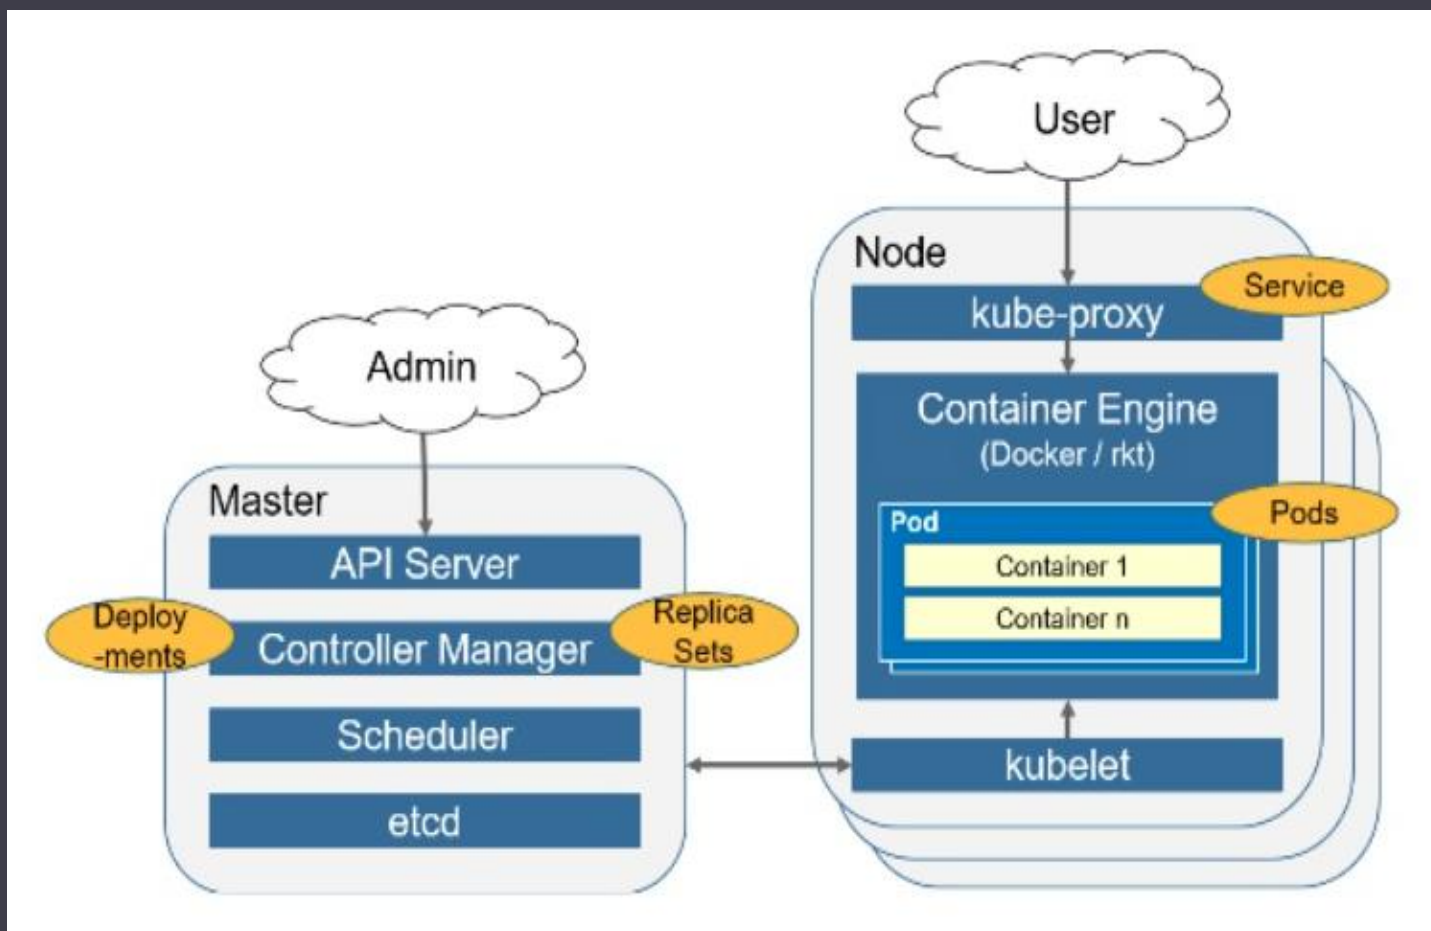 User
Node
Service
kube-proxy
Admin
Container Engine
(Docker / rkt)
Master
Pods
Pod
API Server
Container 1
Deploy
-ments
Replica
Sets
Container n
Controller Manager
Scheduler
kubelet
etcd